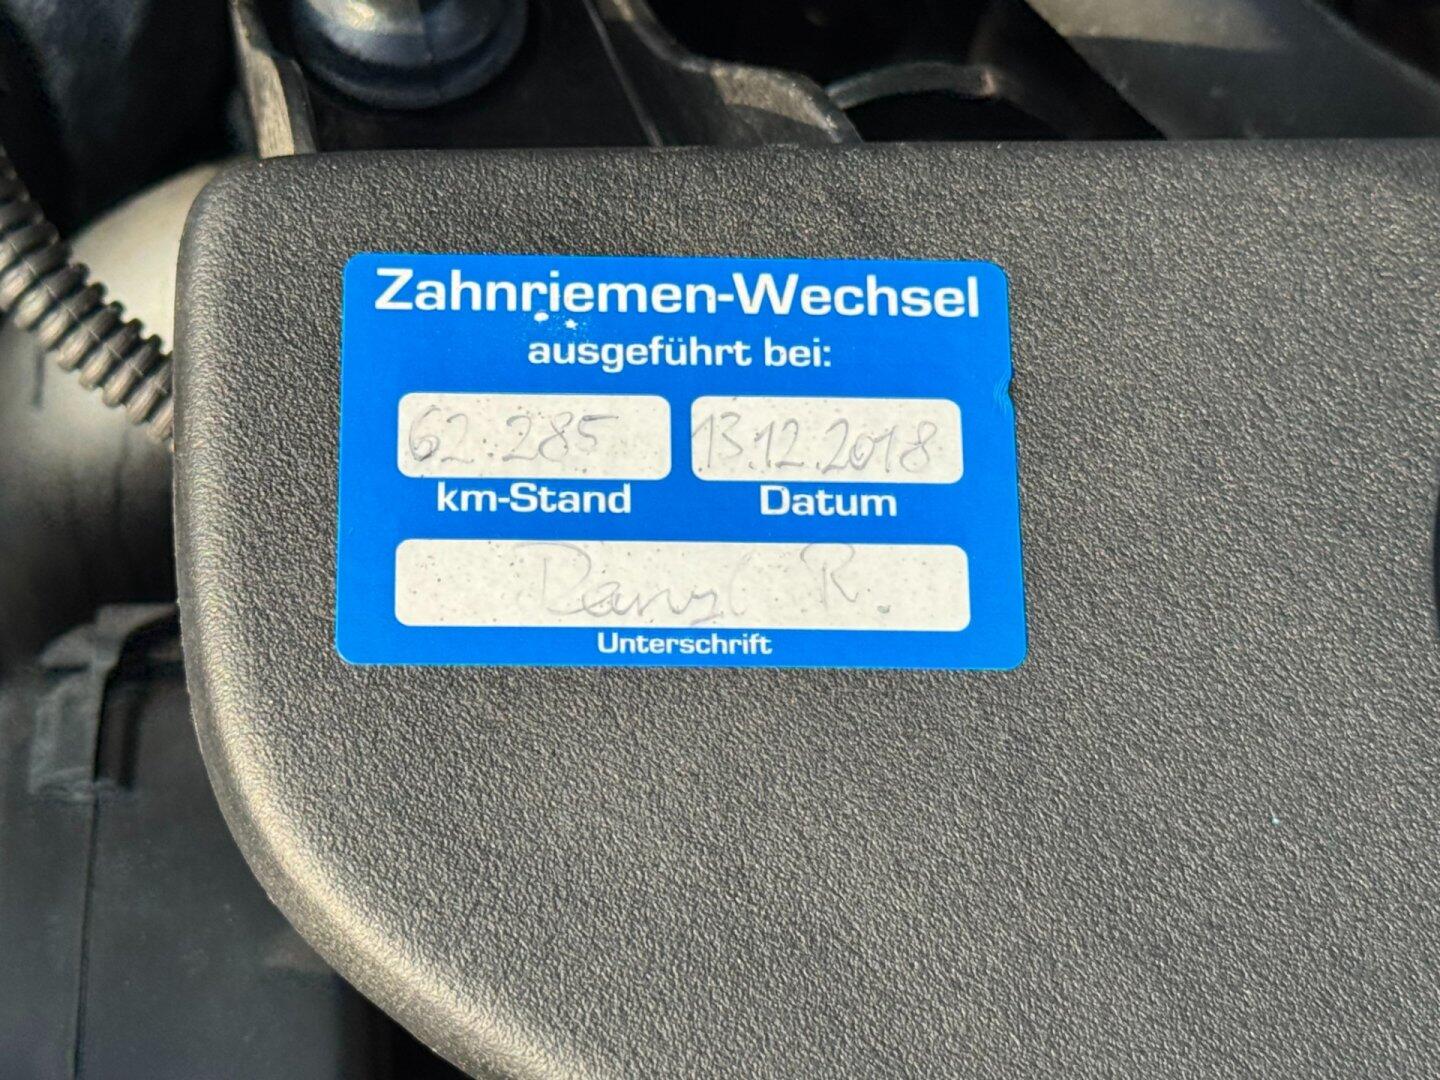 Zahnriemen-Wechsel
ausgeführt bei:
62.285 13.12.2018
km-Stand Datum
R.
Unterschrift